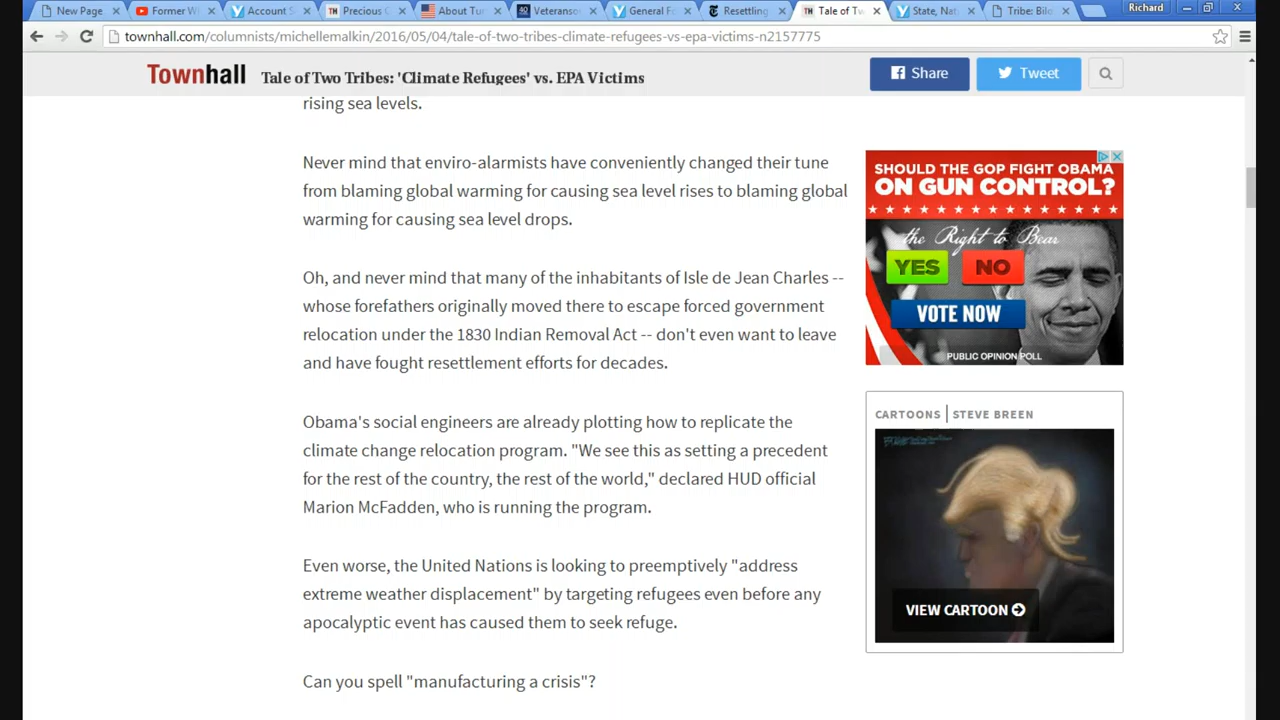 New Page
Former Wi
Account S
Precious G
About Tur
Veterans
General Fo
Resettling
Tale of Tw
State, Nat
Tribe: Bilo
Richard
townhall.com/columnists/michellemalkin/2016/05/04/tale-of-two-tribes-climate-refugees-vs-epa-victims-n2157775
Townhall
Tale of Two Tribes: 'Climate Refugees' vs. EPA Victims
Share
Tweet
rising sea levels.
Never mind that enviro-alarmists have conveniently changed their tune
from blaming global warming for causing sea level rises to blaming global
warming for causing sea level drops.
Oh, and never mind that many of the inhabitants of Isle de Jean Charles --
whose forefathers originally moved there to escape forced government
relocation under the 1830 Indian Removal Act -- don't even want to leave
and have fought resettlement efforts for decades.
Obama's social engineers are already plotting how to replicate the
climate change relocation program. "We see this as setting a precedent
for the rest of the country, the rest of the world," declared HUD official
Marion McFadden, who is running the program.
Even worse, the United Nations is looking to preemptively "address
extreme weather displacement" by targeting refugees even before any
apocalyptic event has caused them to seek refuge.
Can you spell "manufacturing a crisis"?
SHOULD THE GOP FIGHT OBAMA
ON GUN CONTROL?
the Right to Bear
YES
NO
VOTE NOW
PUBLIC OPINION POLL
CARTOONS | STEVE BREEN
VIEW CARTOON